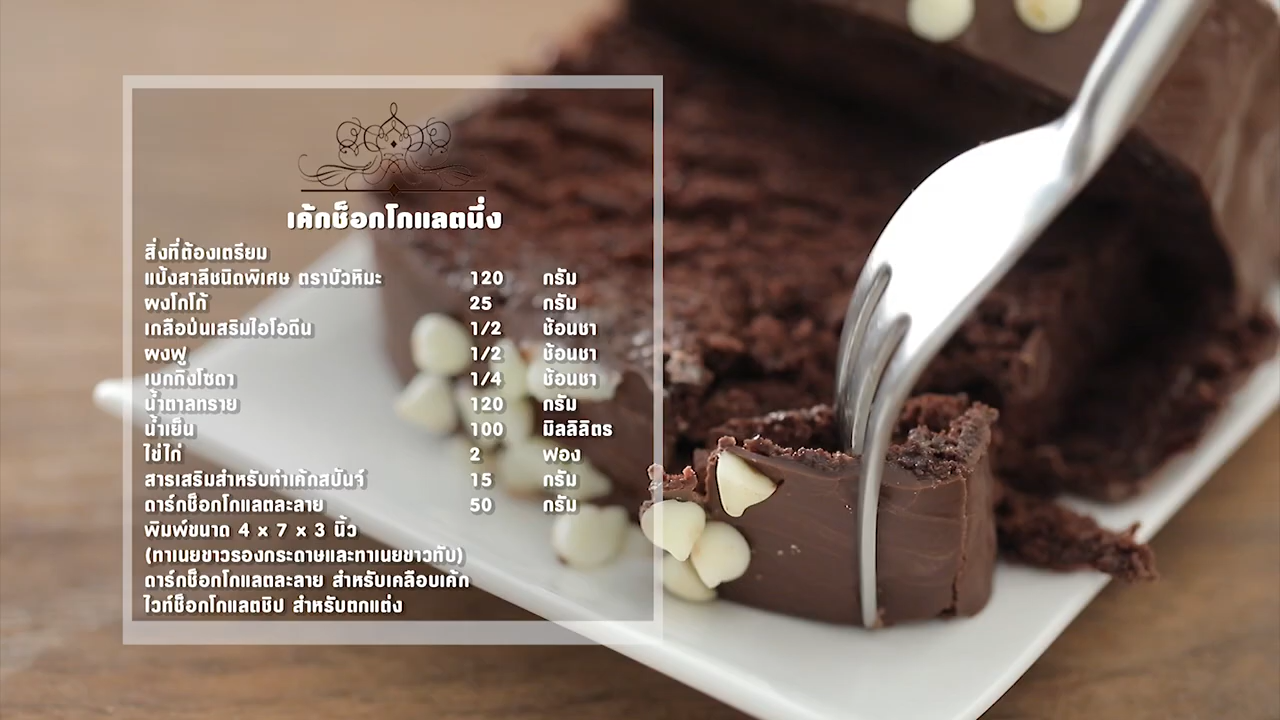 เค้กช็อกโกแลตนึ่ง
สิ่งที่ต้องเตรียม
แป้งสาลีชนิดพิเศษ ตราบัวหิมะ 120 กรัม
ผงโกโก้ 25 กรัม
เกลือป่นเสริมไอโอดีน 1/2 ช้อนชา
ผงฟู 1/2 ช้อนชา
เบกกิ้งโซดา 1/4 ช้อนชา
น้ำตาลทราย 120 กรัม
น้ำเย็น 100 มิลลิลิตร
ไข่ไก่ 2 ฟอง
สารเสริมสำหรับทำเค้กสปันจ์ 15 กรัม
ดาร์กช็อกโกแลตละลาย 50 กรัม
พิมพ์ขนาด 4 x 7 x 3 นิ้ว
(ทาเนยขาวรองกระดาษและทาเนยขาวทับ)
ดาร์กช็อกโกแลตละลาย สำหรับเคลือบเค้ก
ไวท์ช็อกโกแลตชิป สำหรับตกแต่ง